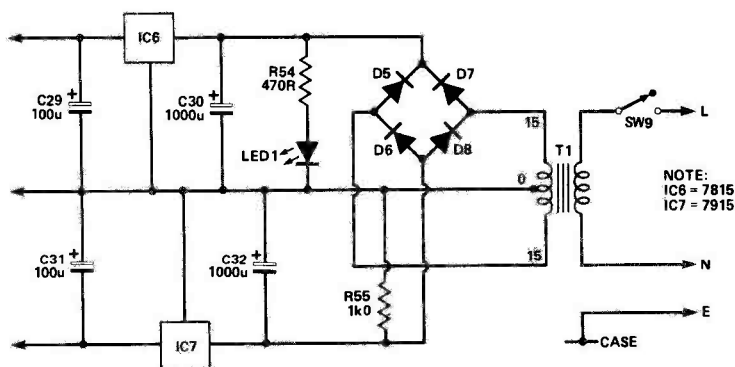 IC6
C29
100u
+
C30
1000u
+
R54
470R
LED1
D5
D7
D6
D8
15
0
15
T1
SW9
L
NOTE:
IC6 = 7815
IC7 = 7915
N
C31
100u
+
C32
1000u
+
R55
1k0
IC7
E
CASE